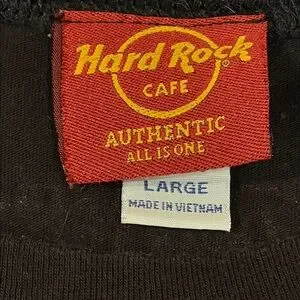 Hard Rock®
CAFE
AUTHENTIC
ALL IS ONE
LARGE
MADE IN VIETNAM